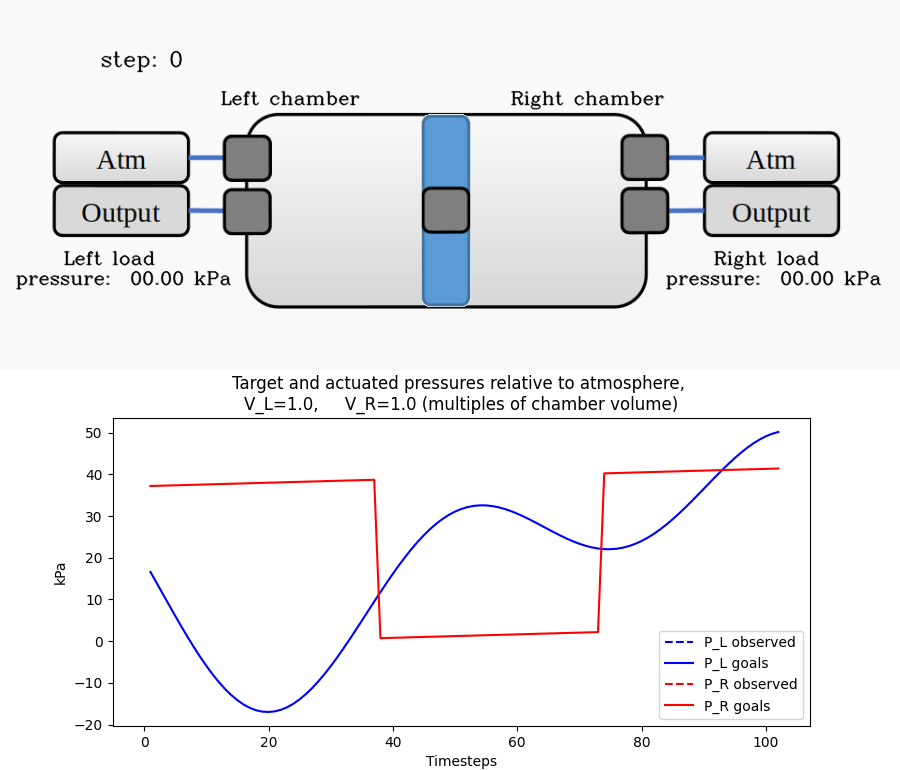 step: 0
Left chamber
Right chamber
Atm
Atm
Output
Output
Left load
pressure: 00.00 kPa
Right load
pressure: 00.00 kPa
Target and actuated pressures relative to atmosphere,
V_L=1.0, V_R=1.0 (multiples of chamber volume)
kPa
50
40
30
20
10
0
−10
−20
P_L observed
P_L goals
P_R observed
P_R goals
0
20
40
60
80
100
Timesteps